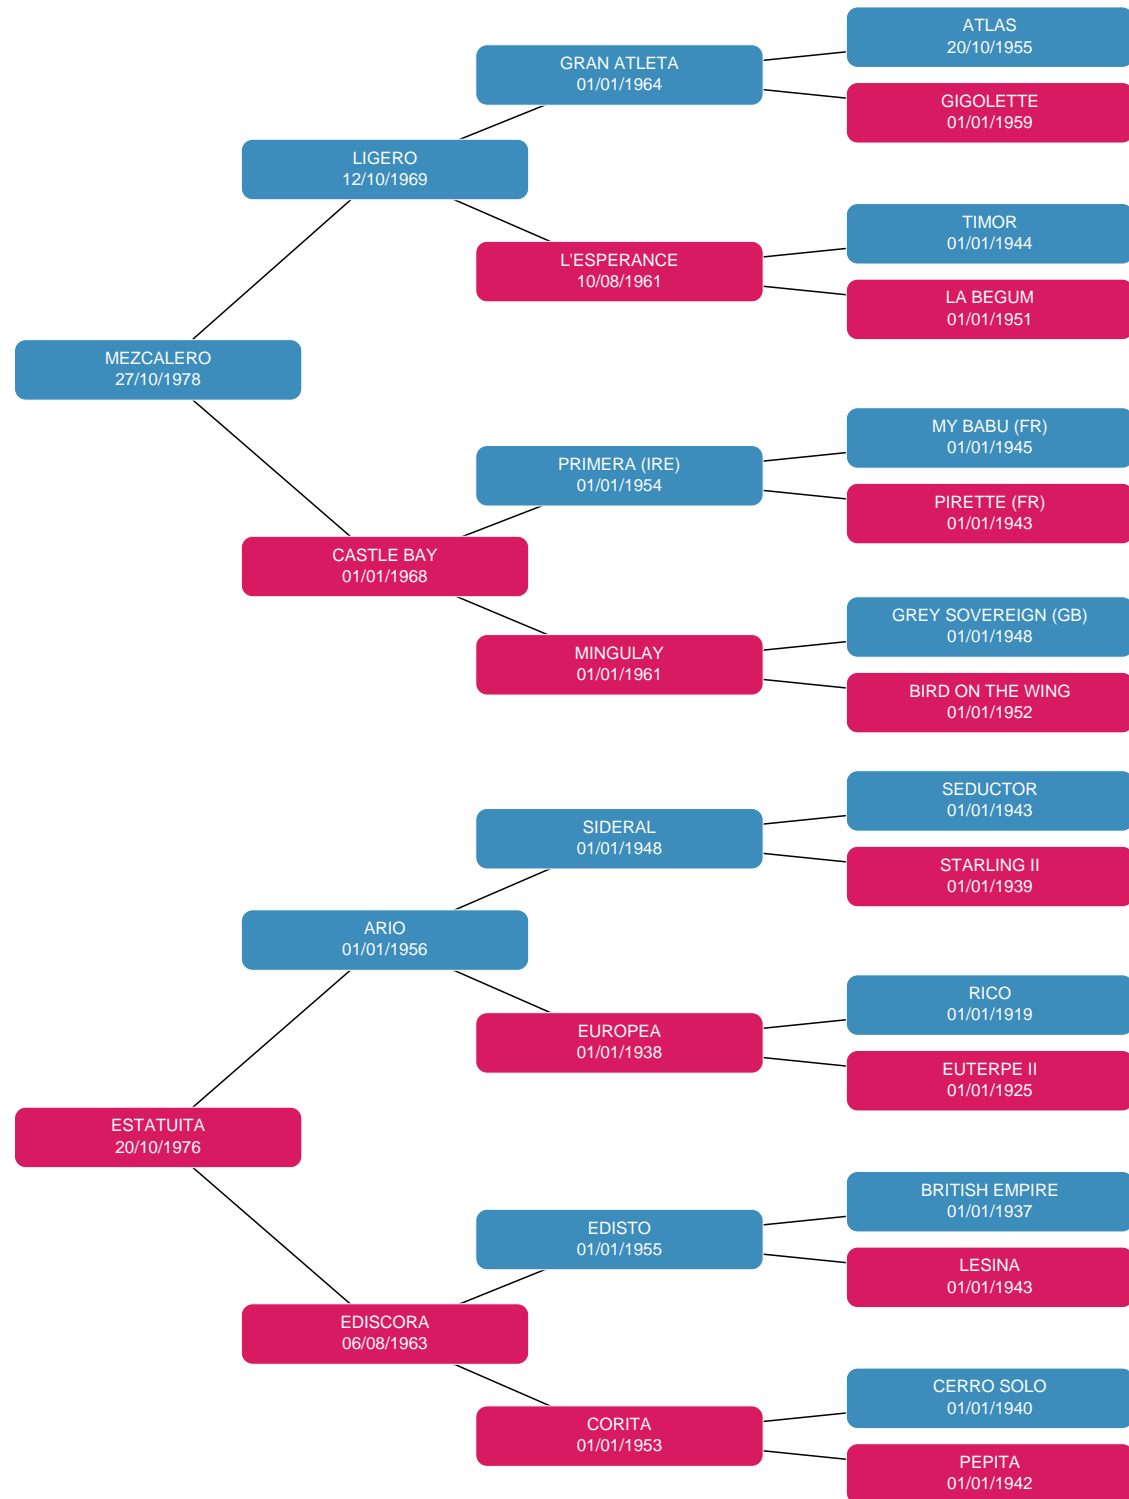 ATLAS
20/10/1955
GRAN ATLETA
01/01/1964
GIGOLETTE
01/01/1959
LIGERO
12/10/1969
TIMOR
01/01/1944
L'ESPERANCE
10/08/1961
LA BEGUM
01/01/1951
MEZCALERO
27/10/1978
MY BABU (FR)
01/01/1945
PRIMERA (IRE)
01/01/1954
PIRETTE (FR)
01/01/1943
CASTLE BAY
01/01/1968
GREY SOVEREIGN (GB)
01/01/1948
MINGULAY
01/01/1961
BIRD ON THE WING
01/01/1952
SEDUCTOR
01/01/1943
SIDERAL
01/01/1948
STARLING II
01/01/1939
ARIO
01/01/1956
RICO
01/01/1919
EUROPEA
01/01/1938
EUTERPE II
01/01/1925
ESTATUITA
20/10/1976
BRITISH EMPIRE
01/01/1937
EDISTO
01/01/1955
LESINA
01/01/1943
EDISCORA
06/08/1963
CERRO SOLO
01/01/1940
CORITA
01/01/1953
PEPITA
01/01/1942